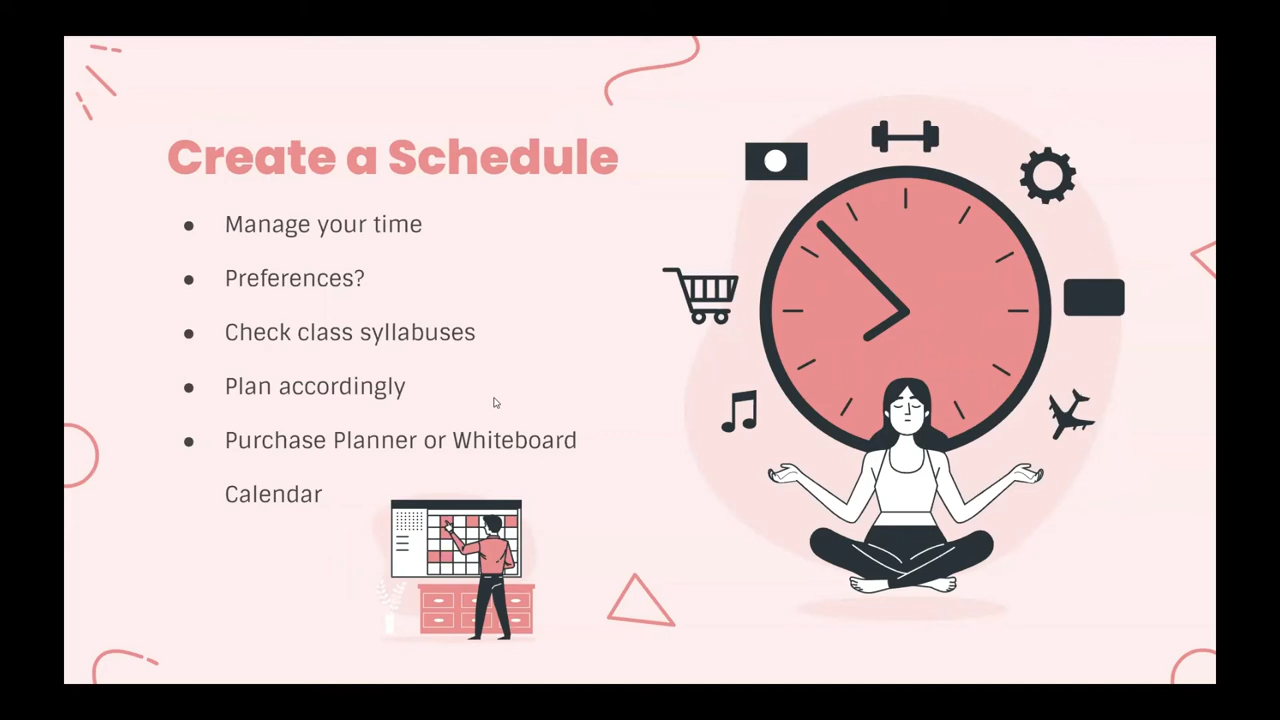 Create a Schedule
● Manage your time
● Preferences?
● Check class syllabuses
● Plan accordingly
● Purchase Planner or Whiteboard
Calendar